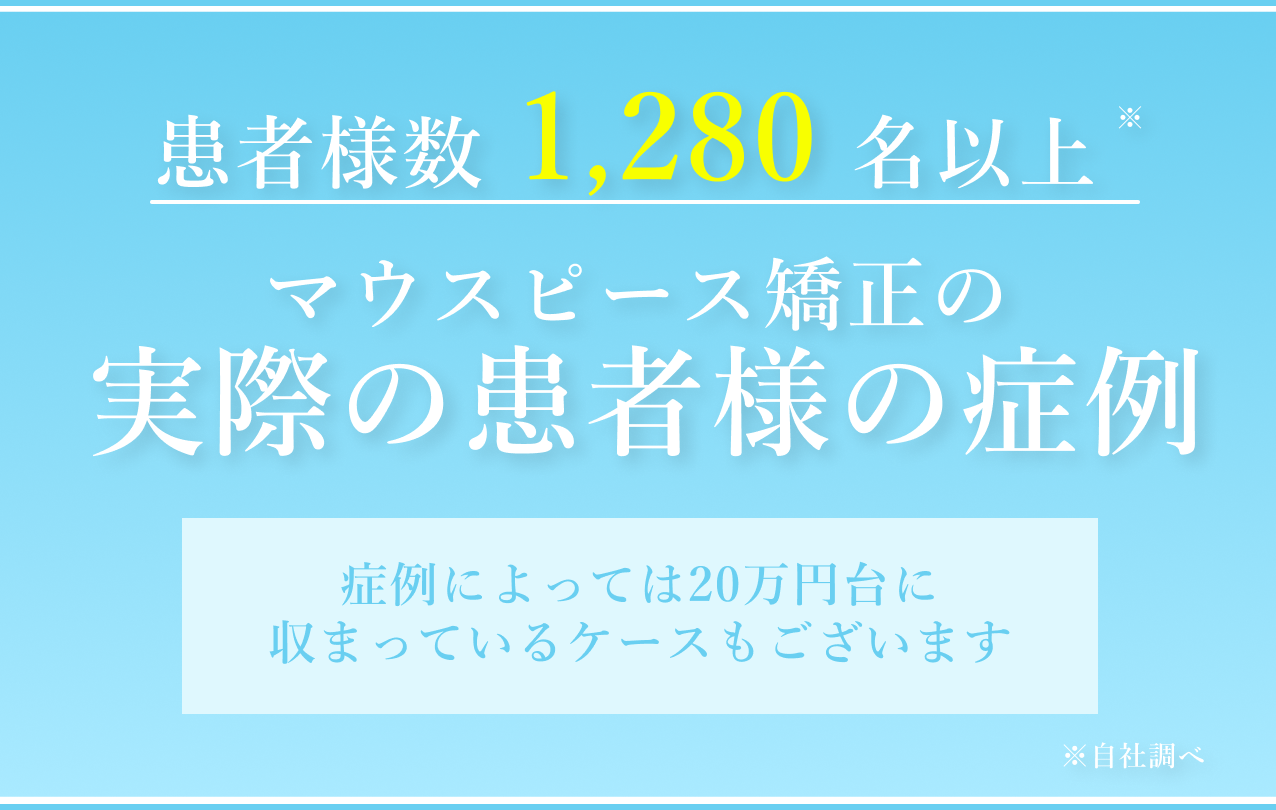 患者様数 1,280 名以上※
マウスピース矯正の
実際の患者様の症例
症例によっては20万円台に
収まっているケースもございます
※自社調べ